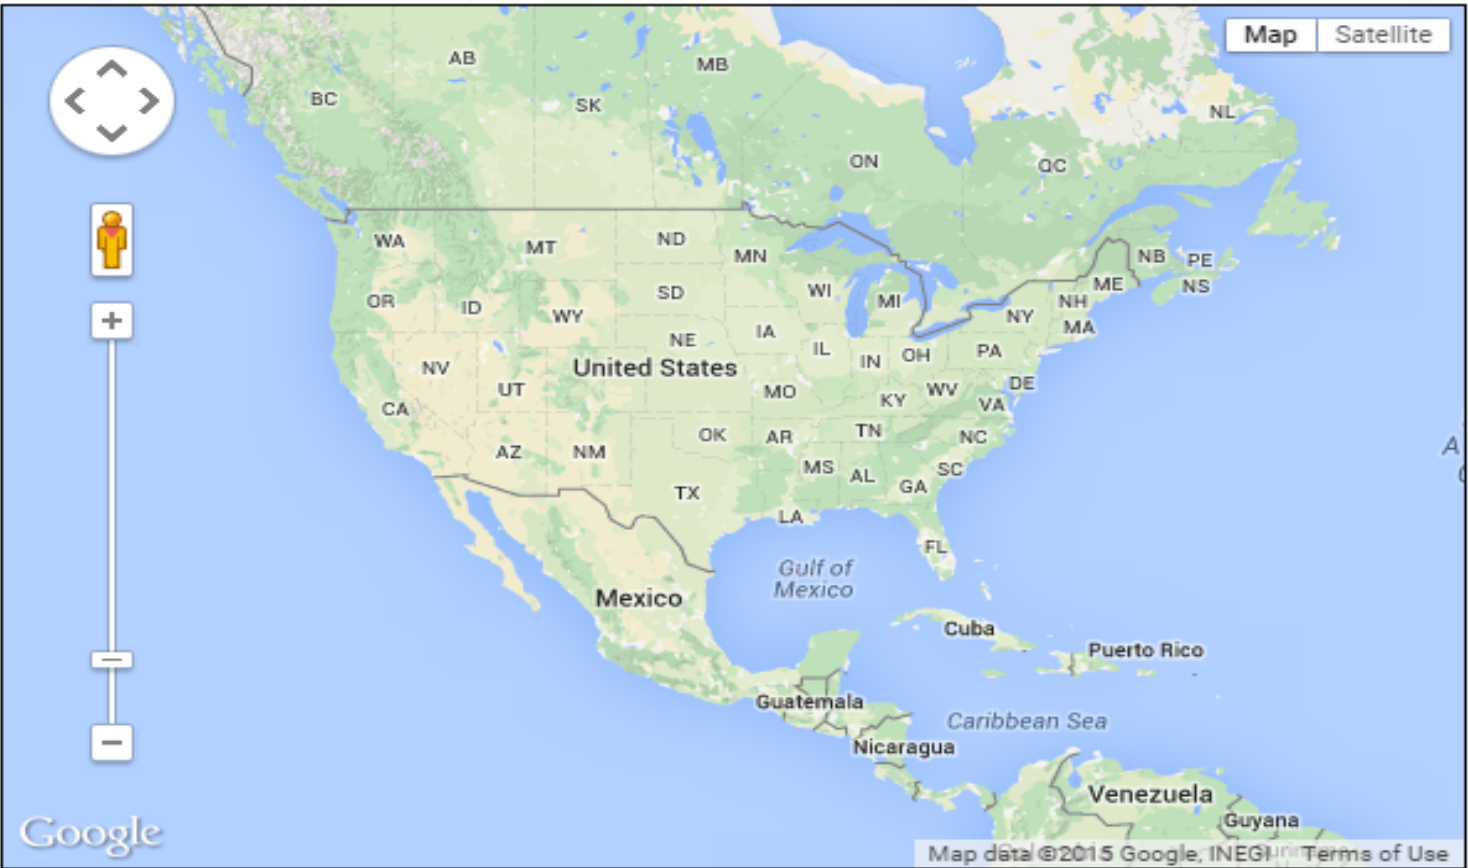 Map Satellite
AB
MB
BC
SK
NL
ON
QC
WA
MT
ND
MN
NB
PE
OR
ID
WY
SD
WI
MI
ME
NS
NH
NY
MA
NE
IA
IL
IN
OH
PA
NV
UT
United States
MO
KY
WV
DE
VA
CA
AZ
NM
OK
AR
TN
NC
MS
AL
SC
GA
TX
LA
FL
A
Gulf of
Mexico
Mexico
Cuba
Puerto Rico
Guatemala
Caribbean Sea
Nicaragua
Venezuela
Guyana
Google
Map data ©2015 Google, INEGI Terms of Use